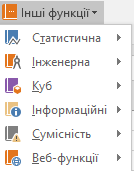 Інші функції
Статистична
Інженерна
Куб
Інформаційні
Сумісність
Веб-функції